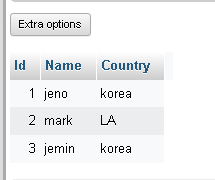 Extra options
Id Name Country
1 jeno korea
2 mark LA
3 jemin korea